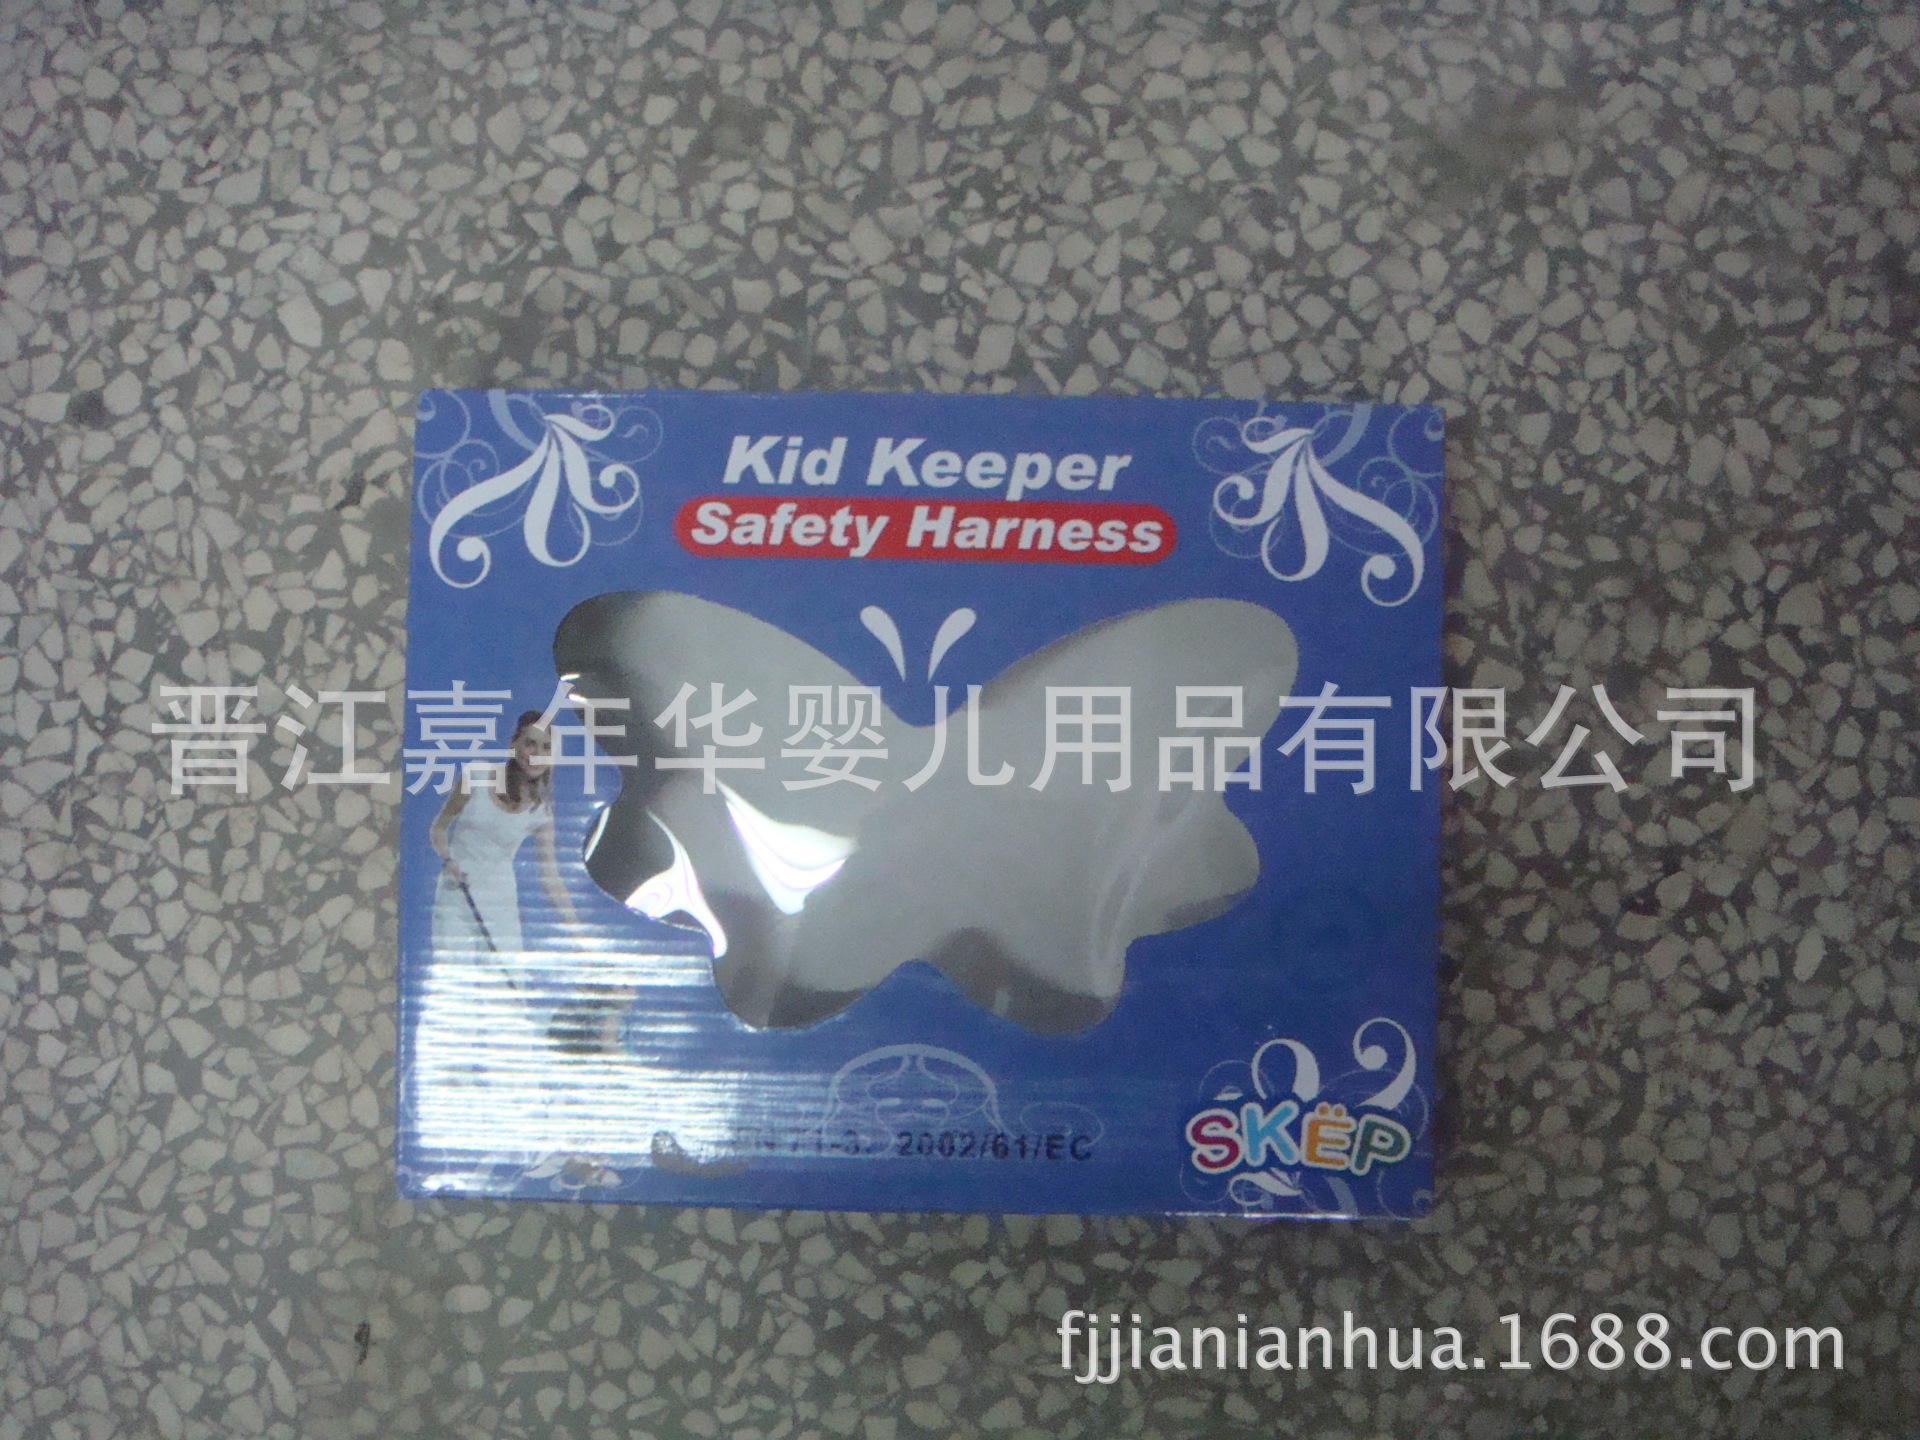 Kid Keeper
Safety Harness
晋江嘉年华婴儿用品有限公司
2002/61/EC
SKËP
fjjianianhua.1688.com